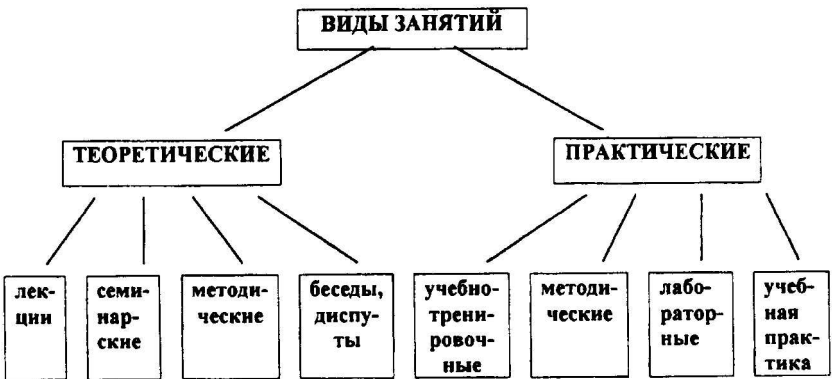 ВИДЫ ЗАНЯТИЙ
ТЕОРЕТИЧЕСКИЕ
ПРАКТИЧЕСКИЕ
лек-
ции
семи-
нар-
ские
методи-
ческие
беседы,
диспу-
ты
учебно-
трени-
ровоч-
ные
методи-
ческие
лабо-
ратор-
ные
учеб-
ная
прак-
тика